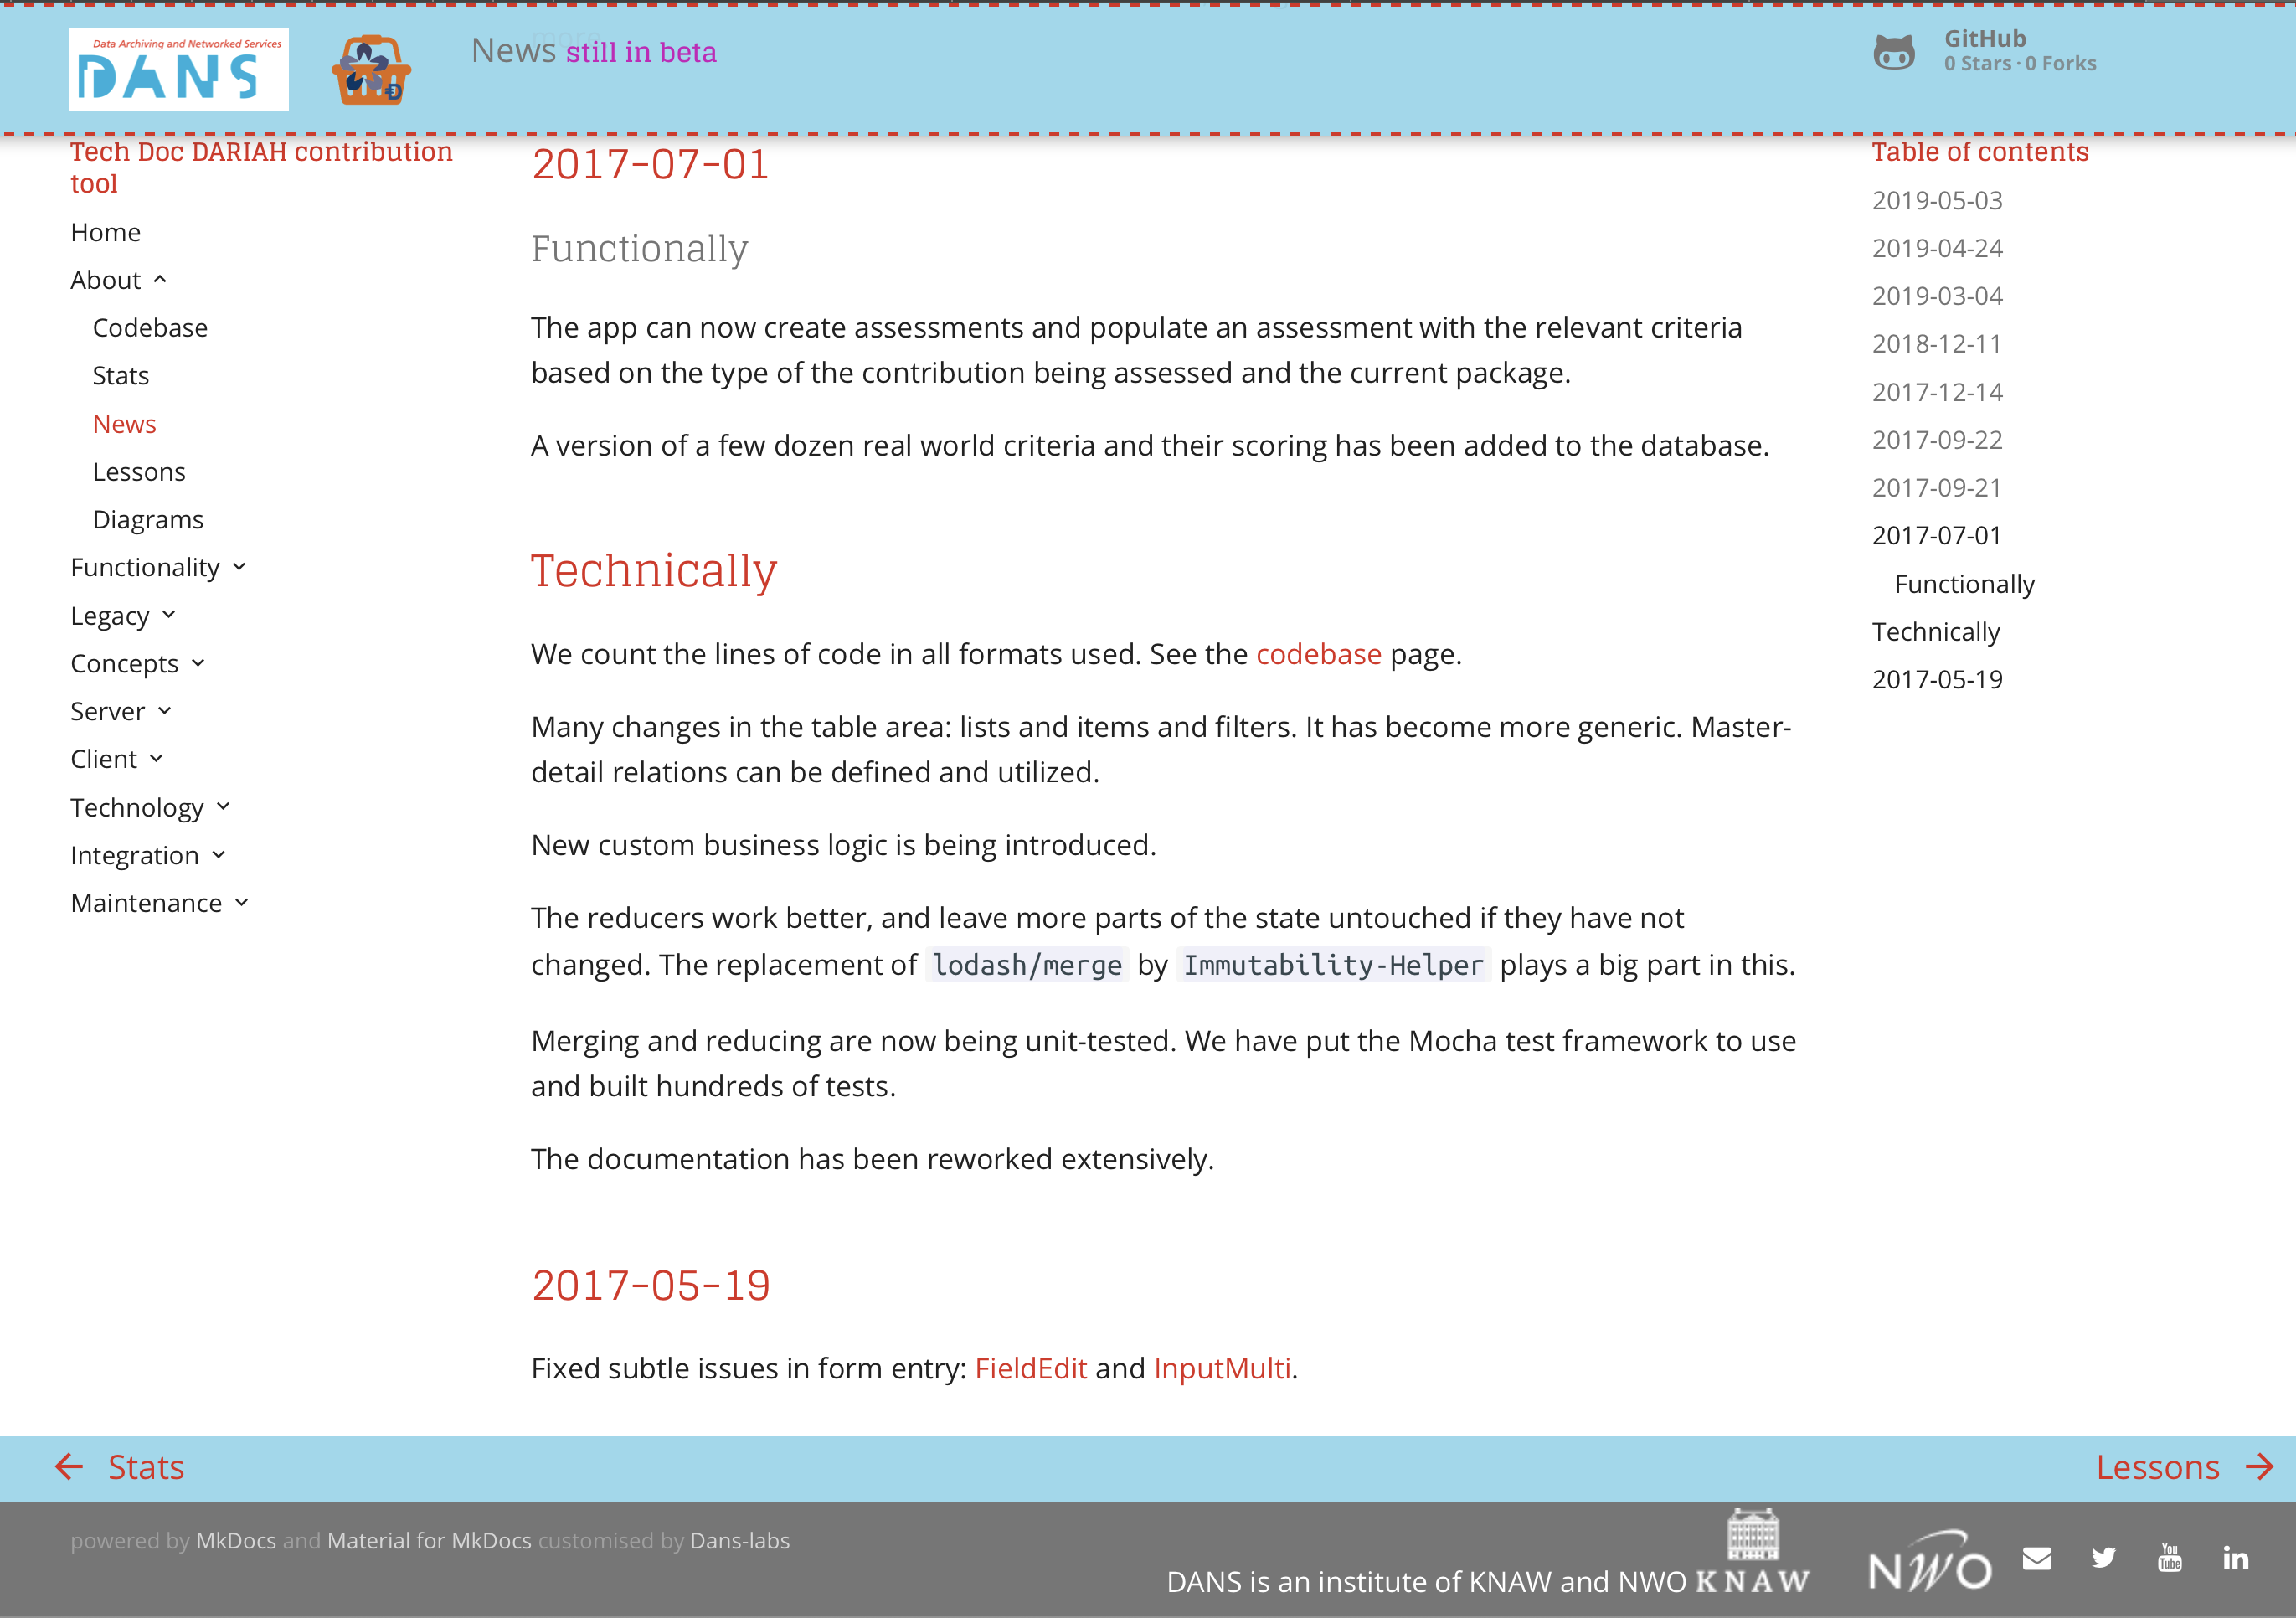 Data Archiving and Networked Services
DANS
more
News still in beta
GitHub
0 Stars · 0 Forks
Tech Doc DARIAH contribution
tool
Home
About
Codebase
Stats
News
Lessons
Diagrams
Functionality
Legacy
Concepts
Server
Client
Technology
Integration
Maintenance
2017-07-01
Functionally
The app can now create assessments and populate an assessment with the relevant criteria
based on the type of the contribution being assessed and the current package.
A version of a few dozen real world criteria and their scoring has been added to the database.
Technically
We count the lines of code in all formats used. See the codebase page.
Many changes in the table area: lists and items and filters. It has become more generic. Master-
detail relations can be defined and utilized.
New custom business logic is being introduced.
The reducers work better, and leave more parts of the state untouched if they have not
changed. The replacement of lodash/merge by Immutability-Helper plays a big part in this.
Merging and reducing are now being unit-tested. We have put the Mocha test framework to use
and built hundreds of tests.
The documentation has been reworked extensively.
2017-05-19
Fixed subtle issues in form entry: FieldEdit and InputMulti.
Table of contents
2019-05-03
2019-04-24
2019-03-04
2018-12-11
2017-12-14
2017-09-22
2017-09-21
2017-07-01
Functionally
Technically
2017-05-19
Stats
Lessons
powered by MkDocs and Material for MkDocs customised by Dans-labs
DANS is an institute of KNAW and NWO
KNAW
NWO
You
Tube
in